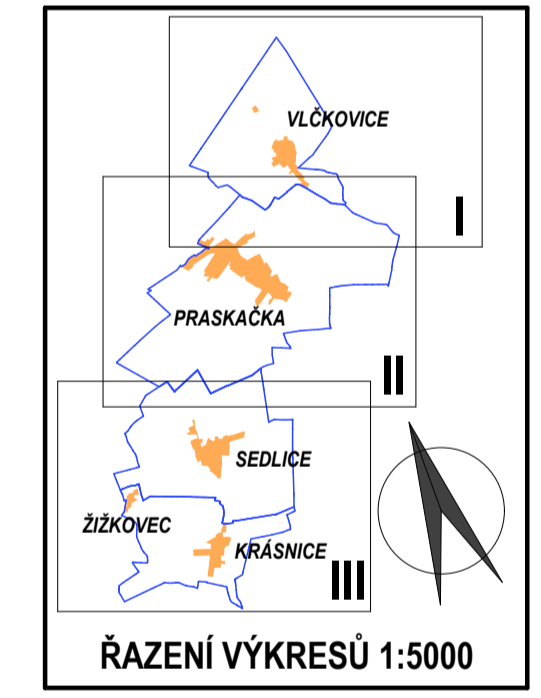 VLČKOVICE
I
PRASKAČKA
II
SEDLICE
ŽIŽKOVEC
KRÁSNICE
III
ŘAZENÍ VÝKRESŮ 1:5000